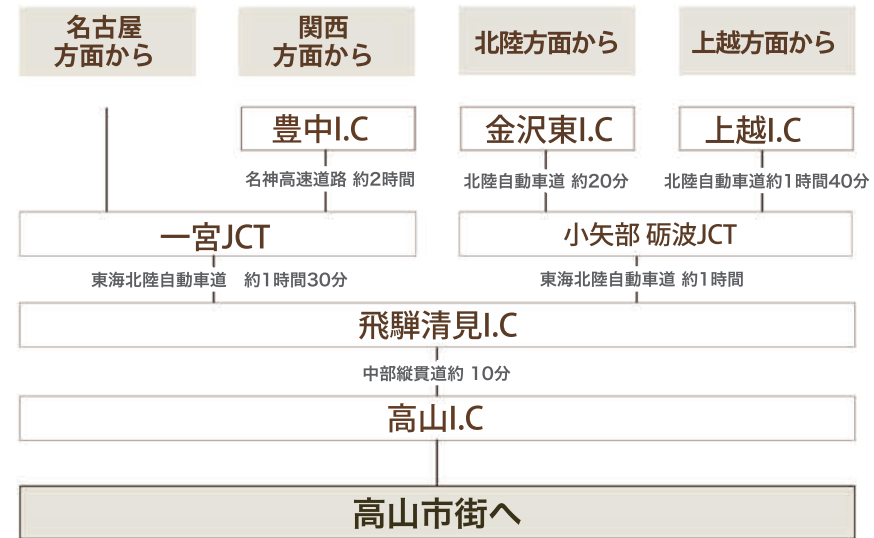 名古屋
方面から
関西
方面から
北陸方面から
上越方面から
豊中I.C
金沢東I.C
上越I.C
名神高速道路 約2時間
北陸自動車道 約20分
北陸自動車道約1時間40分
一宮JCT
小矢部 砺波JCT
東海北陸自動車道　約1時間30分
東海北陸自動車道 約1時間
飛騨清見I.C
中部縦貫道約 10分
高山I.C
高山市街へ